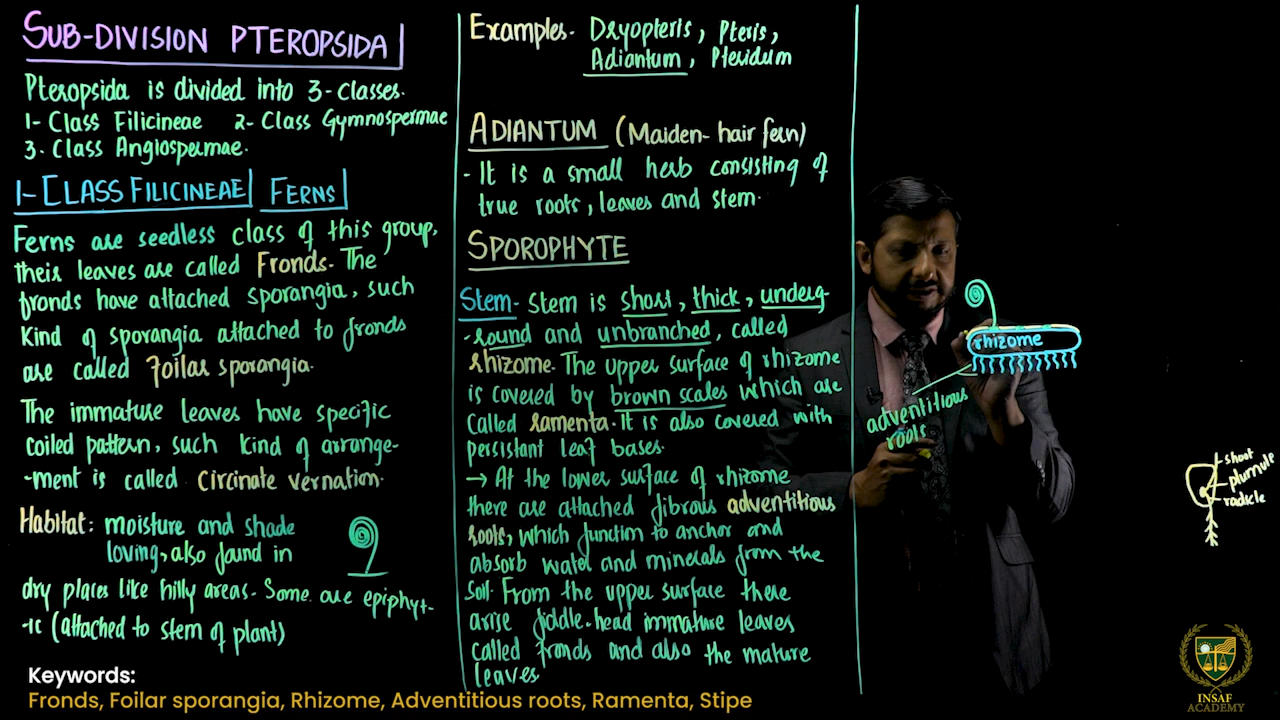 SUB-DIVISION PTEROPSIDA
Pteropsida is divided into 3-classes.
1- Class Filicineae 2- Class Gymnospermae
3. Class Angiospermae.
1- CLASS FILICINEAE FERNS
Ferns are seedless class of this group,
their leaves are called Fronds. The
fronds have attached sporangia, such
Kind of sporangia attached to fronds
are called Foilar sporangia.
The immature leaves have specific
coiled pattern, such kind of arrange-
-ment is called circinate vernation.
Habitat: moisture and shade
loving, also found in
dry places like hilly areas. Some are epiphyt-
-ic (attached to stem of plant)
Examples- Dryopteris, Pteris,
Adiantum, Pteridum
ADIANTUM (Maiden-hair fern)
- It is a small herb consisting of
true roots, leaves and stem.
SPOROPHYTE
Stem- Stem is short, thick, underg-
-round and unbranched, called
rhizome. The upper surface of rhizome
is covered by brown scales which are
called ramenta. It is also covered with
persistant leaf bases.
→ At the lower surface of rhizome
there are attached fibrous adventitious
roots, which function to anchor and
absorb water and minerals from the
soil. From the upper surface there
arise fiddle-head immature leaves
called fronds and also the mature
leaves
rhizome
adventitious
roots
shoot
plumule
radicle
Keywords:
Fronds, Foilar sporangia, Rhizome, Adventitious roots, Ramenta, Stipe
INSAF
ACADEMY